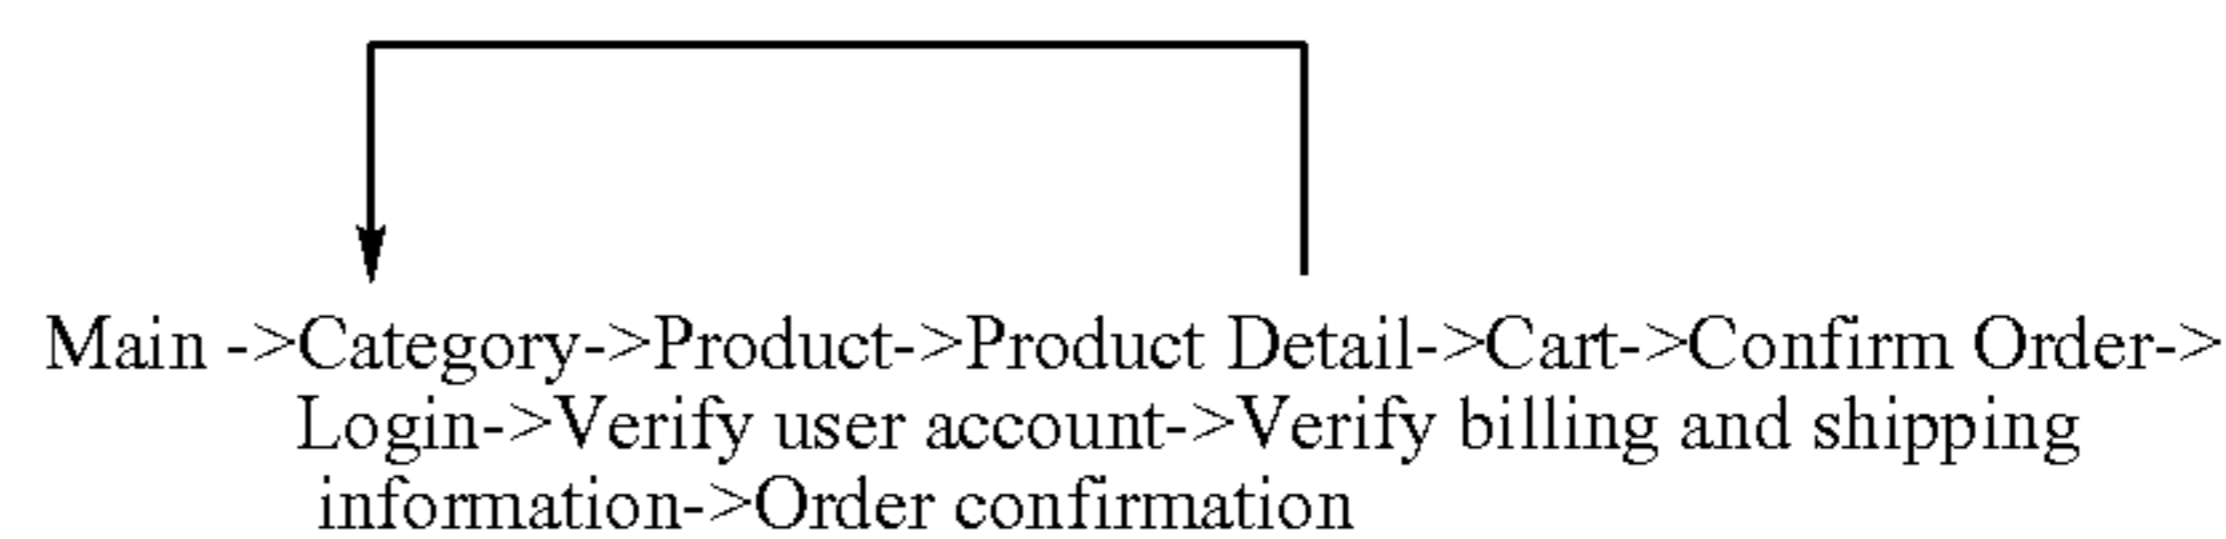 Main ->Category->Product->Product Detail->Cart->Confirm Order->
Login->Verify user account->Verify billing and shipping
information->Order confirmation